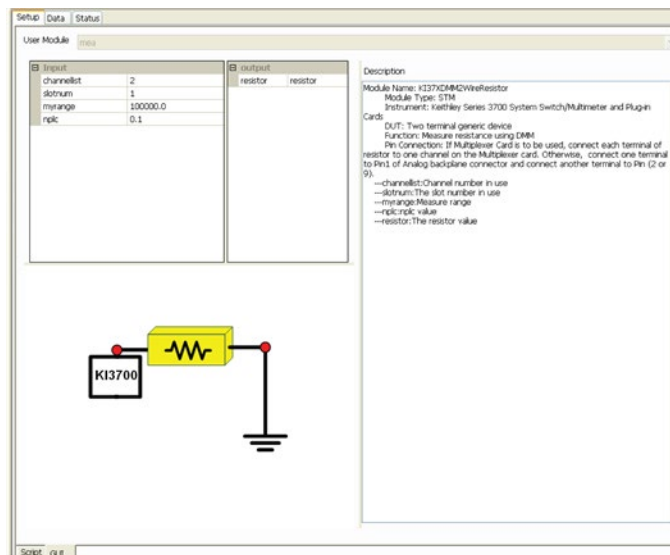 Setup Data Status
User Module mea
Input
channellist 2
slotnum 1
myrange 100000.0
nplc 0.1
output
resistor resistor
Description
Module Name: KI37XDMM2WireResistor
Module Type: STM
Instrument: Keithley Series 3700 System Switch/Multimeter and Plug-in
Cards
DUT: Two terminal generic device
Function: Measure resistance using DMM
Pin Connection: If Multiplexer Card is to be used, connect each terminal of
resistor to one channel on the Multiplexer card. Otherwise, connect one terminal
to Pin1 of Analog backplane connector and connect another terminal to Pin (2 or
9).
---channellist:Channel number in use
---slotnum:The slot number in use
---myrange:Measure range
---nplc:nplc value
---resistor:The resistor value
KI3700
Script GUI